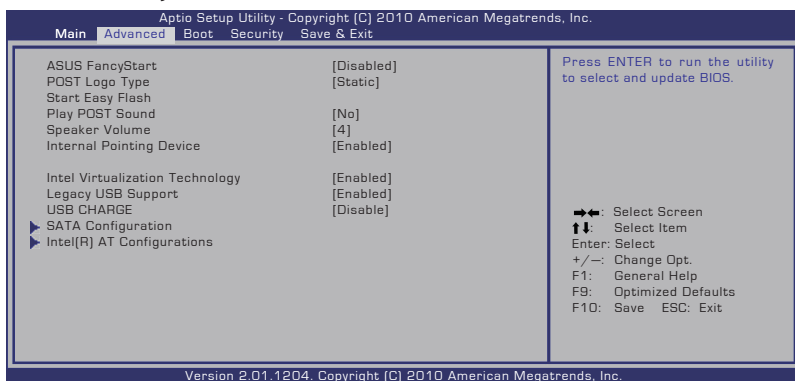 Aptio Setup Utility - Copyright (C) 2010 American Megatrends, Inc.
Main Advanced Boot Security Save & Exit
ASUS FancyStart [Disabled]
POST Logo Type [Static]
Start Easy Flash
Play POST Sound [No]
Speaker Volume [4]
Internal Pointing Device [Enabled]
Intel Virtualization Technology [Enabled]
Legacy USB Support [Enabled]
USB CHARGE [Disable]
SATA Configuration
Intel(R) AT Configurations
Press ENTER to run the utility
to select and update BIOS.
→←: Select Screen
↑↓: Select Item
Enter: Select
+/—: Change Opt.
F1: General Help
F9: Optimized Defaults
F10: Save ESC: Exit
Version 2.01.1204. Copyright (C) 2010 American Megatrends, Inc.